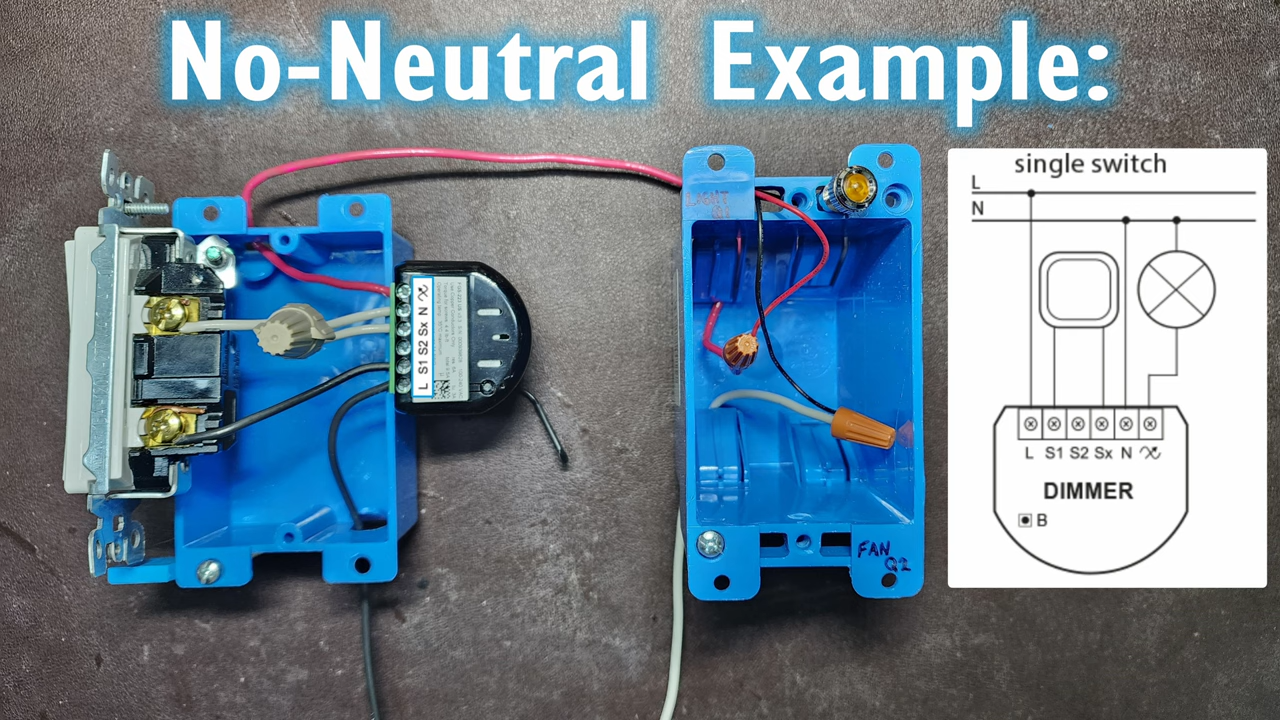 No-Neutral Example:
single switch
L
N
L S1 S2 Sx N
DIMMER
B
L S1 S2 Sx N
LIGHT
Q1
FAN
Q2